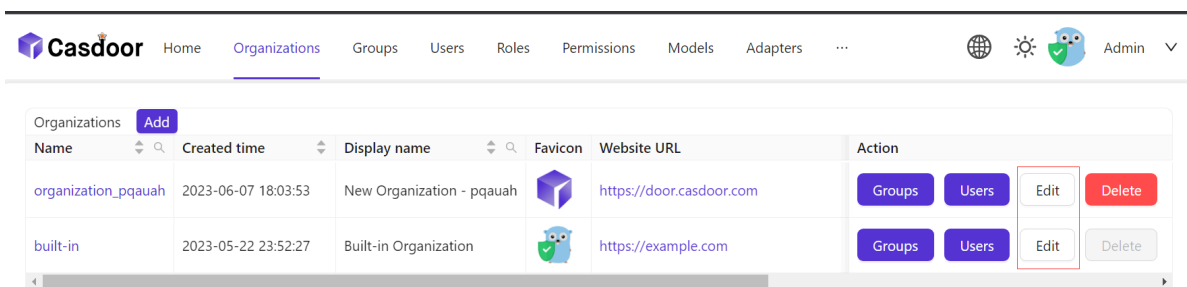 Casdoor Home Organizations Groups Users Roles Permissions Models Adapters ··· Admin
Organizations Add
Name Created time Display name Favicon Website URL Action
organization_pqauah 2023-06-07 18:03:53 New Organization - pqauah https://door.casdoor.com Groups Users Edit Delete
built-in 2023-05-22 23:52:27 Built-in Organization https://example.com Groups Users Edit Delete